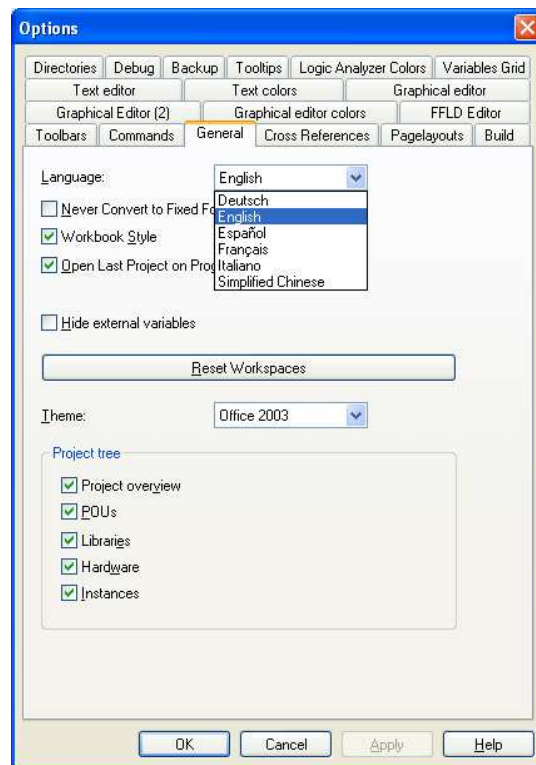 Options
Directories Debug Backup Tooltips Logic Analyzer Colors Variables Grid
Text editor Text colors Graphical editor
Graphical Editor (2) Graphical editor colors FFLD Editor
Toolbars Commands General Cross References Pagelayouts Build
Language: English
Deutsch
Never Convert to Fixed Fo
English
Workbook Style
Español
Français
Open Last Project on Prog
Italiano
Simplified Chinese
Hide external variables
Reset Workspaces
Theme: Office 2003
Project tree
Project overview
POUs
Libraries
Hardware
Instances
OK Cancel Apply Help